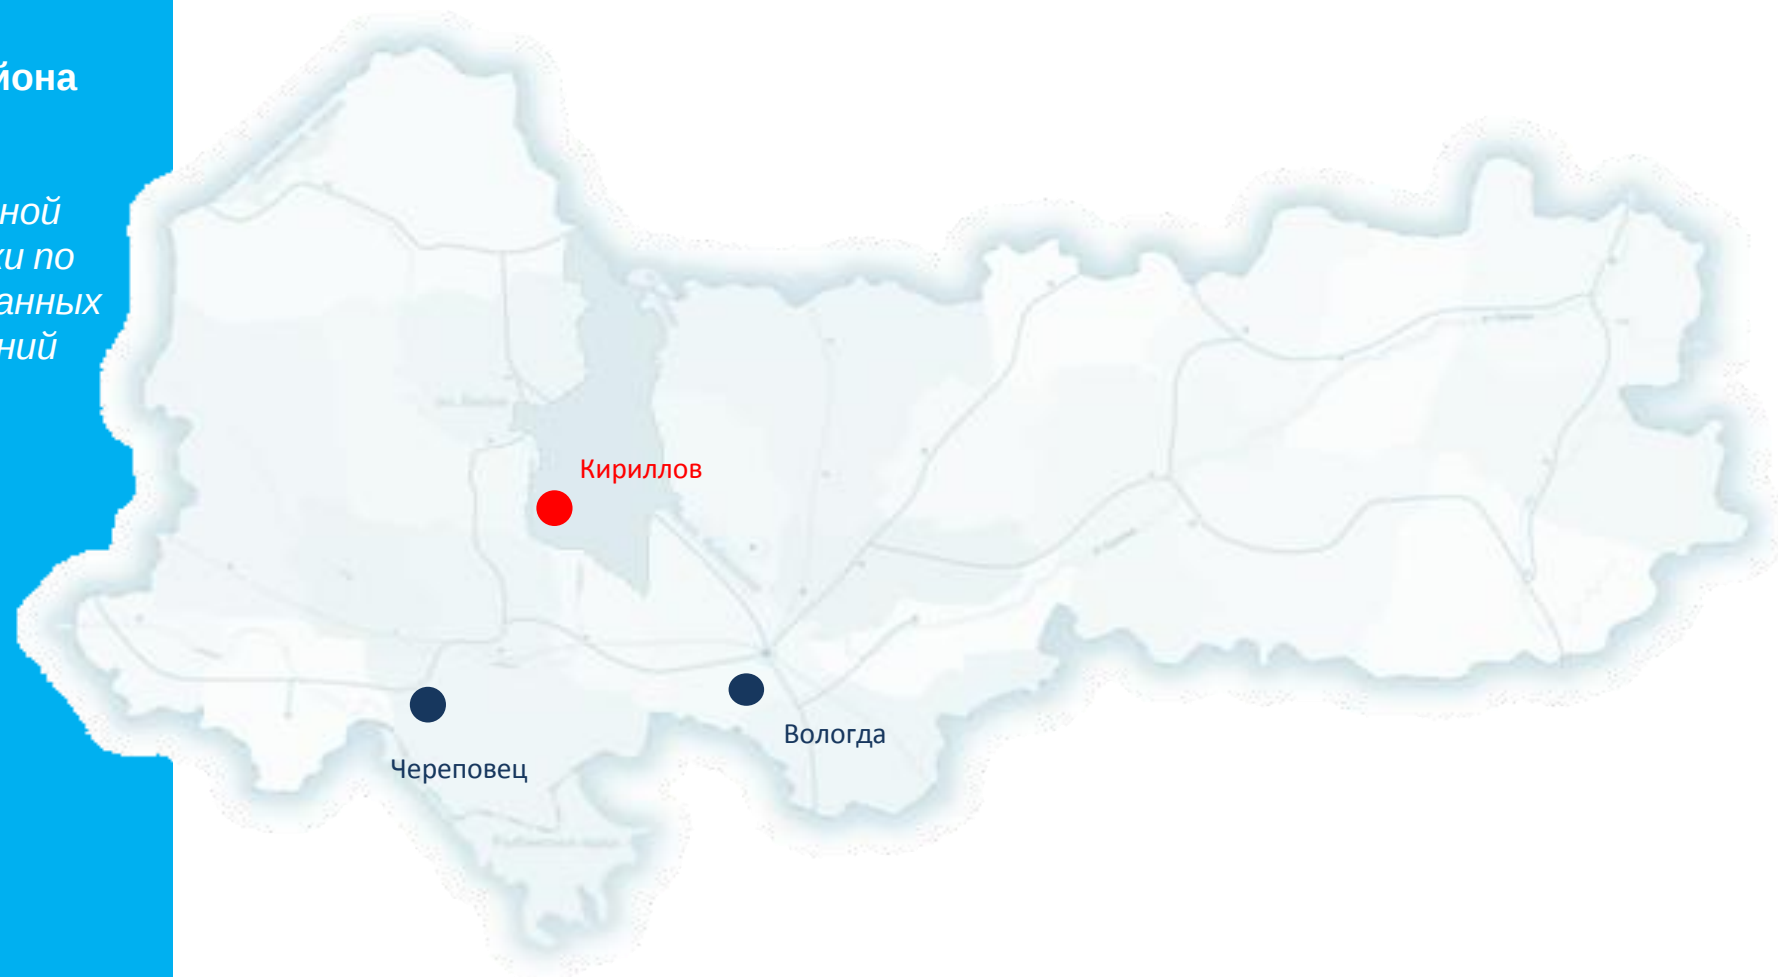 йона
ной
ки по
анных
ний
Кириллов
Вологда
Череповец